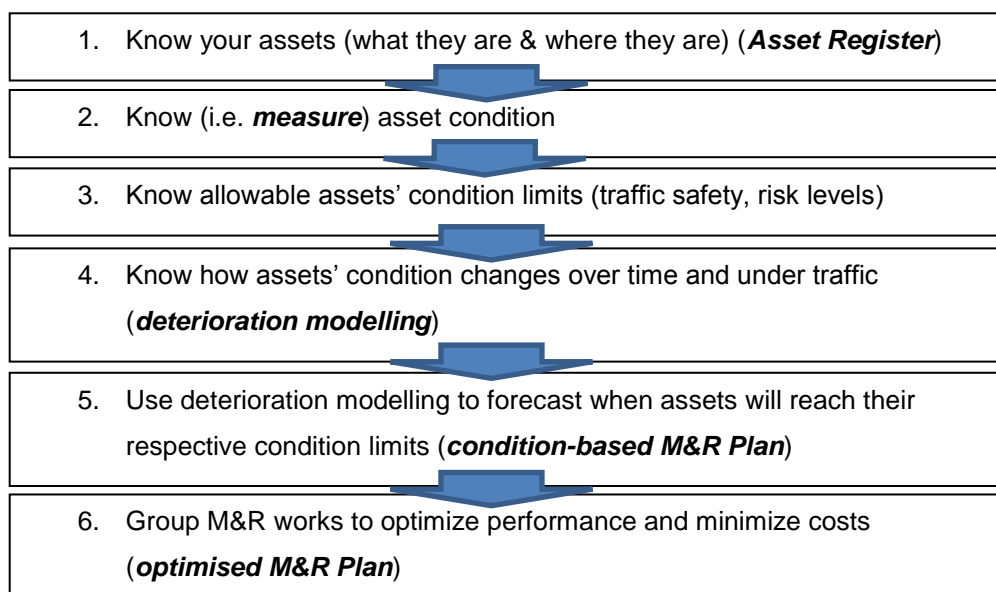 1. Know your assets (what they are & where they are) (Asset Register)
2. Know (i.e. measure) asset condition
3. Know allowable assets’ condition limits (traffic safety, risk levels)
4. Know how assets’ condition changes over time and under traffic
(deterioration modelling)
5. Use deterioration modelling to forecast when assets will reach their
respective condition limits (condition-based M&R Plan)
6. Group M&R works to optimize performance and minimize costs
(optimised M&R Plan)